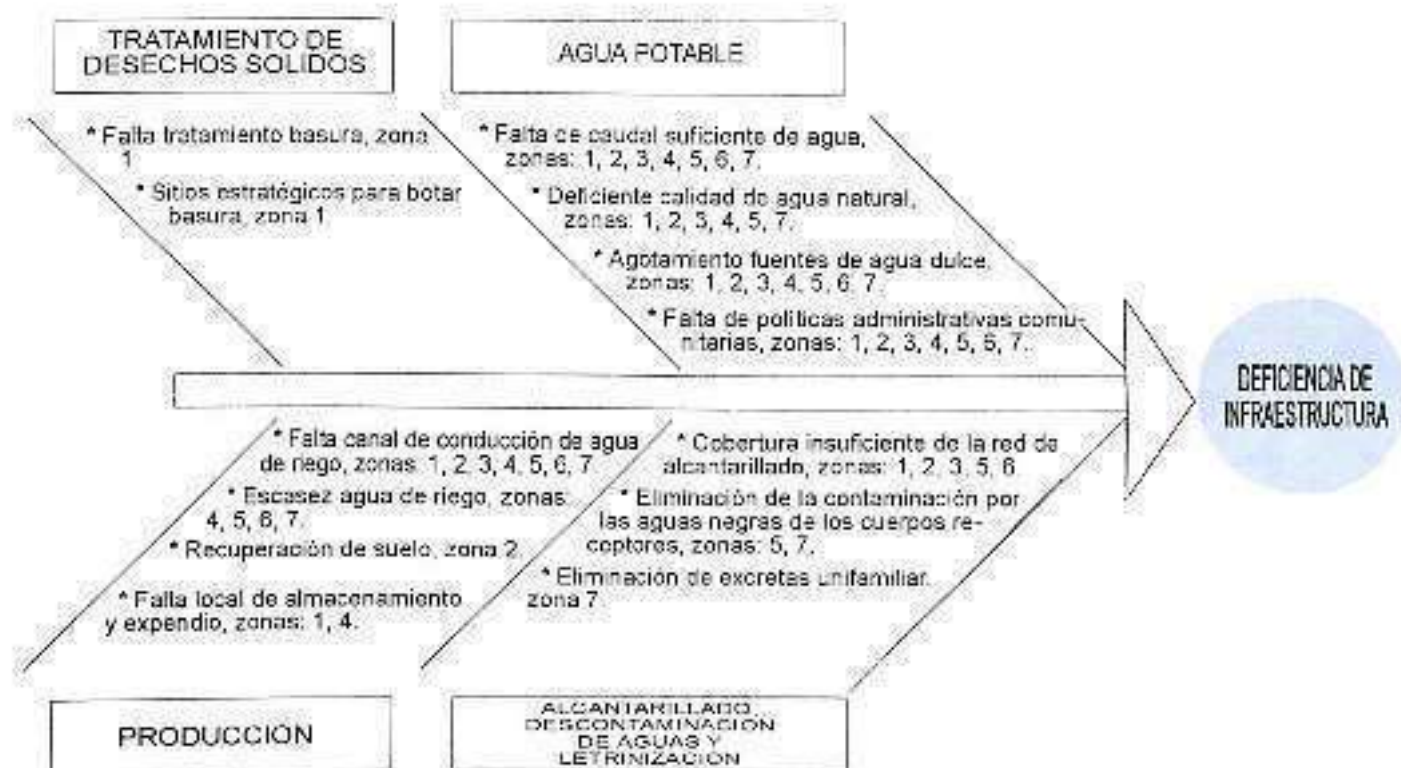 TRATAMIENTO DE
DESECHOS SOLIDOS
* Falta tratamiento basura, zona
1
* Sitios estratégicos para botar
basura, zona 1
AGUA POTABLE
* Falta de caudal suficiente de agua,
zonas: 1, 2, 3, 4, 5, 6, 7.
* Deficiente calidad de agua natural,
zonas: 1, 2, 3, 4, 5, 7.
* Agotamiento fuentes de agua dulce,
zonas: 1, 2, 3, 4, 5, 6, 7.
* Falta de políticas administrativas comu-
nitarias, zonas: 1, 2, 3, 4, 5, 6, 7.
DEFICIENCIA DE
INFRAESTRUCTURA
* Falta canal de conducción de agua
de riego, zonas: 1, 2, 3, 4, 5, 6, 7
* Escasez agua de riego, zonas:
4, 5, 6, 7.
* Recuperación de suelo, zona 2.
* Falta local de almacenamiento
y expendio, zonas: 1, 4.
PRODUCCIÓN
* Cobertura insuficiente de la red de
alcantarillado, zonas: 1, 2, 3, 5, 6.
* Eliminación de la contaminación por
las aguas negras de los cuerpos re-
ceptores, zonas: 5, 7.
* Eliminación de excretas unifamiliar.
zona 7.
ALCANTARILLADO,
DESCONTAMINACIÓN
DE AGUAS Y
LETRINIZACIÓN